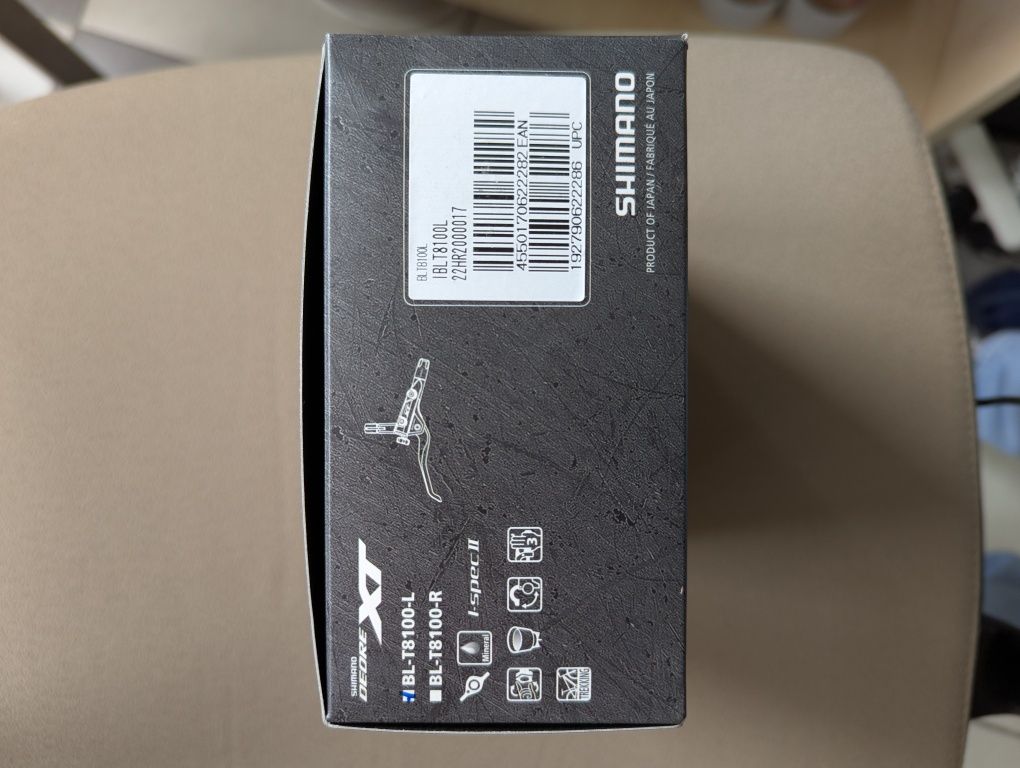 SHIMANO
DEORE XT
BL-T8100-L
BL-T8100-R
Mineral
I-spec II
3
TREKKING
BLT8100L
IBLT8100L
22HR2000017
4550170622282 EAN
192790622286 UPC
SHIMANO
PRODUCT OF JAPAN / FABRIQUÉ AU JAPON